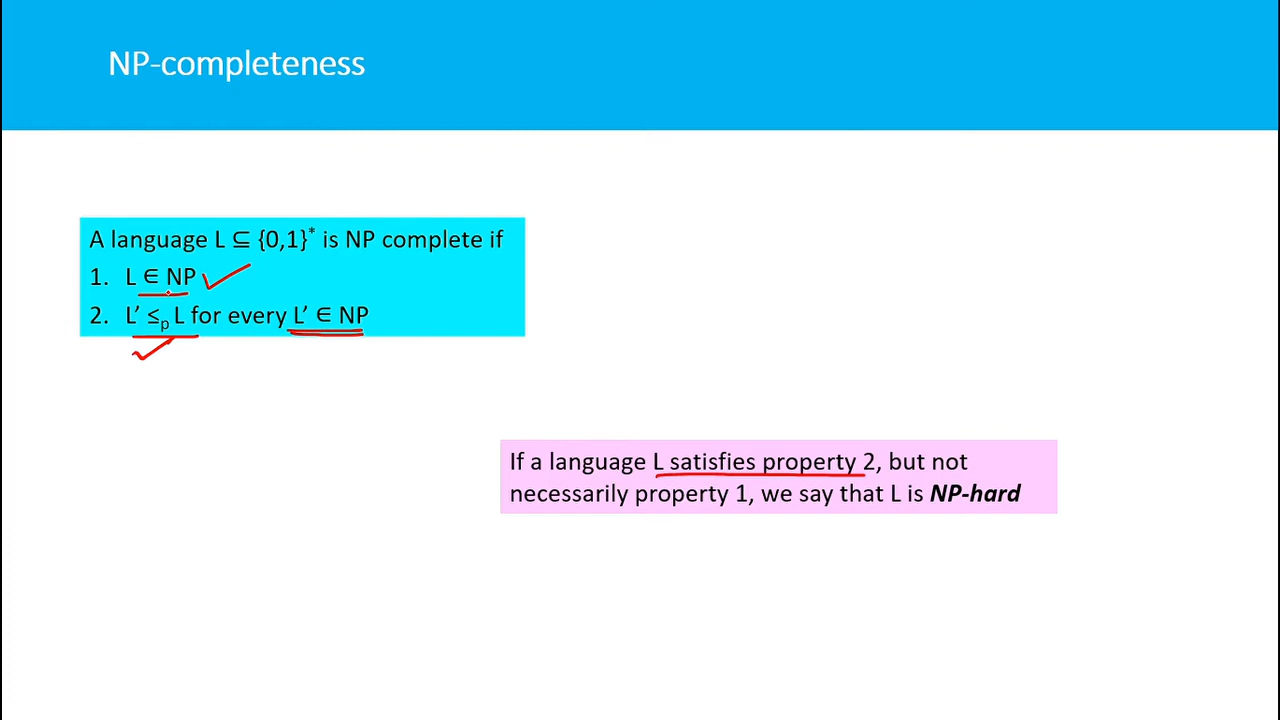 NP-completeness
A language L ⊆ {0,1}* is NP complete if
1. L ∈ NP
2. L’ ≤p L for every L’ ∈ NP
If a language L satisfies property 2, but not
necessarily property 1, we say that L is NP-hard